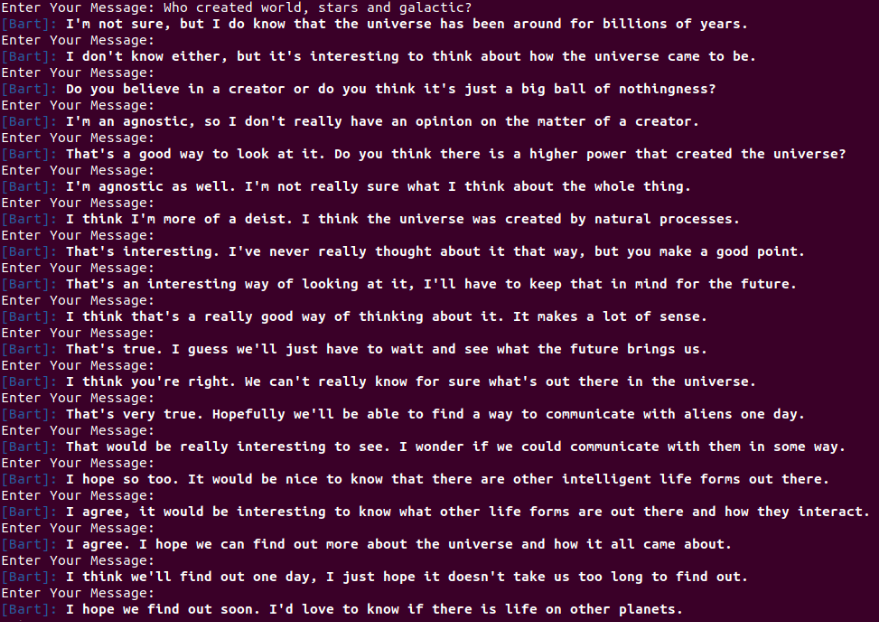 Enter Your Message: Who created world, stars and galactic?
[Bart]: I'm not sure, but I do know that the universe has been around for billions of years.
Enter Your Message:
[Bart]: I don't know either, but it's interesting to think about how the universe came to be.
Enter Your Message:
[Bart]: Do you believe in a creator or do you think it's just a big ball of nothingness?
Enter Your Message:
[Bart]: I'm an agnostic, so I don't really have an opinion on the matter of a creator.
Enter Your Message:
[Bart]: That's a good way to look at it. Do you think there is a higher power that created the universe?
Enter Your Message:
[Bart]: I'm agnostic as well. I'm not really sure what I think about the whole thing.
Enter Your Message:
[Bart]: I think I'm more of a deist. I think the universe was created by natural processes.
Enter Your Message:
[Bart]: That's interesting. I've never really thought about it that way, but you make a good point.
Enter Your Message:
[Bart]: That's an interesting way of looking at it, I'll have to keep that in mind for the future.
Enter Your Message:
[Bart]: I think that's a really good way of thinking about it. It makes a lot of sense.
Enter Your Message:
[Bart]: That's true. I guess we'll just have to wait and see what the future brings us.
Enter Your Message:
[Bart]: I think you're right. We can't really know for sure what's out there in the universe.
Enter Your Message:
[Bart]: That's very true. Hopefully we'll be able to find a way to communicate with aliens one day.
Enter Your Message:
[Bart]: That would be really interesting to see. I wonder if we could communicate with them in some way.
Enter Your Message:
[Bart]: I hope so too. It would be nice to know that there are other intelligent life forms out there.
Enter Your Message:
[Bart]: I agree, it would be interesting to know what other life forms are out there and how they interact.
Enter Your Message:
[Bart]: I agree. I hope we can find out more about the universe and how it all came about.
Enter Your Message:
[Bart]: I think we'll find out one day, I just hope it doesn't take us too long to find out.
Enter Your Message:
[Bart]: I hope we find out soon. I'd love to know if there is life on other planets.